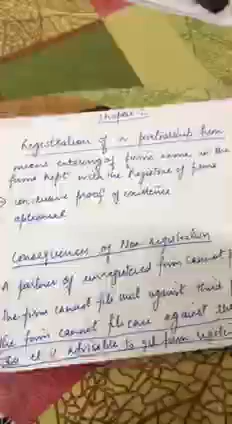 Chapter
Registration of a partnership firm
means entering of firm name in the
firms kept with the Registrar of firms
→ conclusive proof of existence
optional
Consequences of Non registration
A partner of unregistered firm cannot
The firm cannot file suit against third
The firm cannot file case against the
So it is advisable to get firm